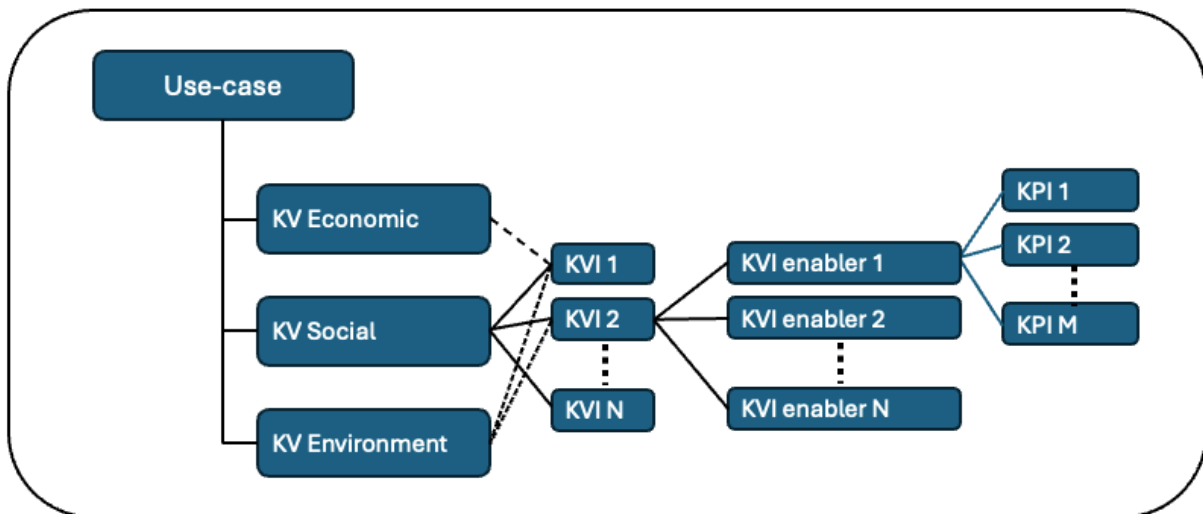 Use-case
KV Economic
KV Social
KV Environment
KVI 1
KVI 2
KVI N
KVI enabler 1
KVI enabler 2
KVI enabler N
KPI 1
KPI 2
KPI M